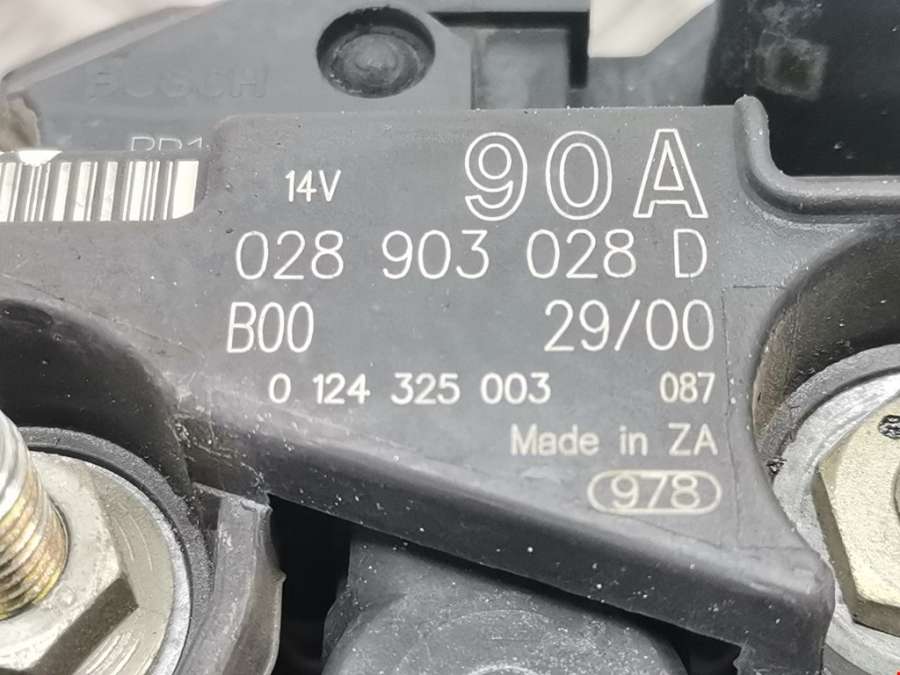 BOSCH
14V 90A
028 903 028 D
B00 29/00
0 124 325 003 087
Made in ZA
978